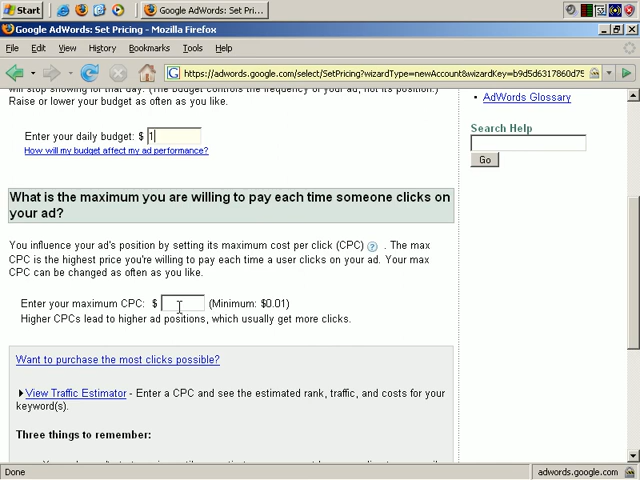 Start
Google AdWords: Set Pri...
Google AdWords: Set Pricing - Mozilla Firefox
File Edit View History Bookmarks Tools Help
https://adwords.google.com/select/SetPricing?wizardType=newAccount&wizardKey=b9d5d6317860d75
will stop showing for that day. (The budget controls the frequency of your ad, not its position.)
Raise or lower your budget as often as you like.
Enter your daily budget: $ 1
How will my budget affect my ad performance?
What is the maximum you are willing to pay each time someone clicks on
your ad?
You influence your ad's position by setting its maximum cost per click (CPC) ? . The max
CPC is the highest price you're willing to pay each time a user clicks on your ad. Your max
CPC can be changed as often as you like.
Enter your maximum CPC: $ (Minimum: $0.01)
Higher CPCs lead to higher ad positions, which usually get more clicks.
Want to purchase the most clicks possible?
View Traffic Estimator - Enter a CPC and see the estimated rank, traffic, and costs for your
keyword(s).
Three things to remember:
AdWords Glossary
Search Help
Go
Done
adwords.google.com